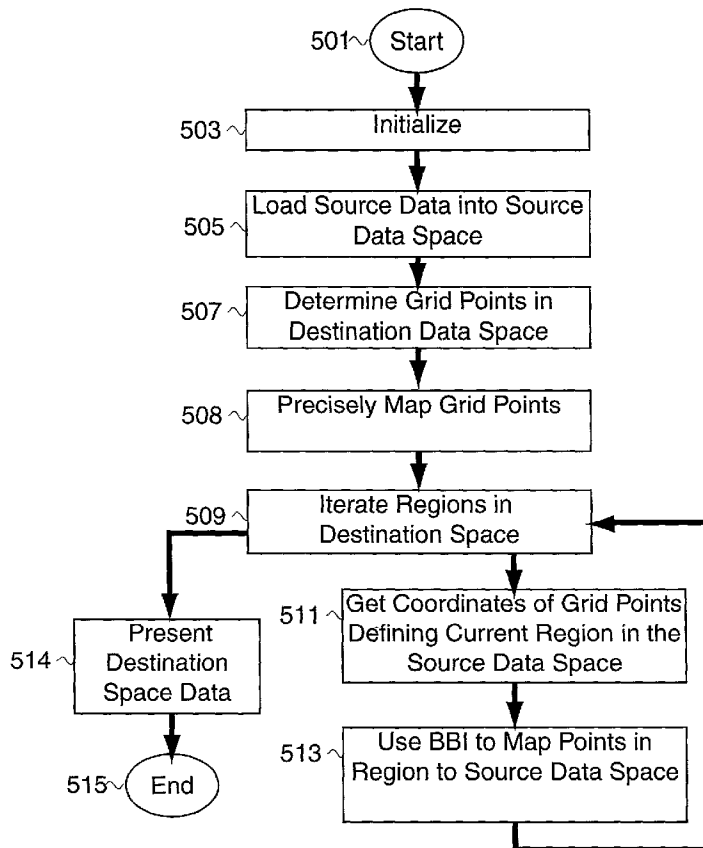 501 Start
503 Initialize
505 Load Source Data into Source
Data Space
507 Determine Grid Points in
Destination Data Space
508 Precisely Map Grid Points
509 Iterate Regions in
Destination Space
511 Get Coordinates of Grid Points
Defining Current Region in the
Source Data Space
514 Present
Destination
Space Data
513 Use BBI to Map Points in
Region to Source Data Space
515 End